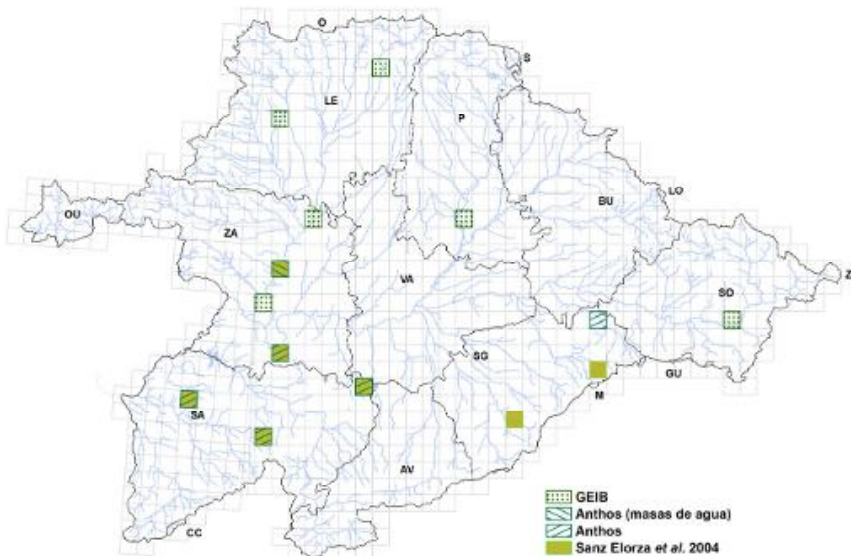 O
S
LE
P
LO
BU
OU
ZA
Z
VA
SO
SG
GU
M
SA
AV
CC
GEIB
Anthos (masas de agua)
Anthos
Sanz Elorza et al. 2004